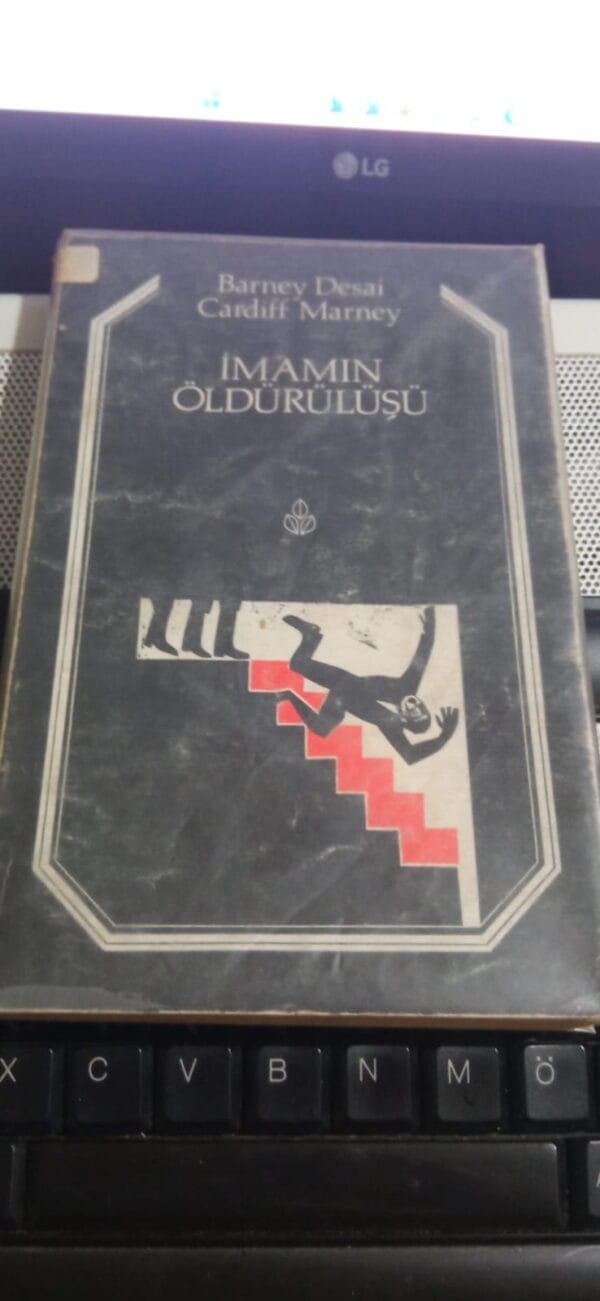 LG
Barney Desai
Cardiff Marney
İMAMIN
ÖLDÜRÜLÜŞÜ
X C V B N M Ö